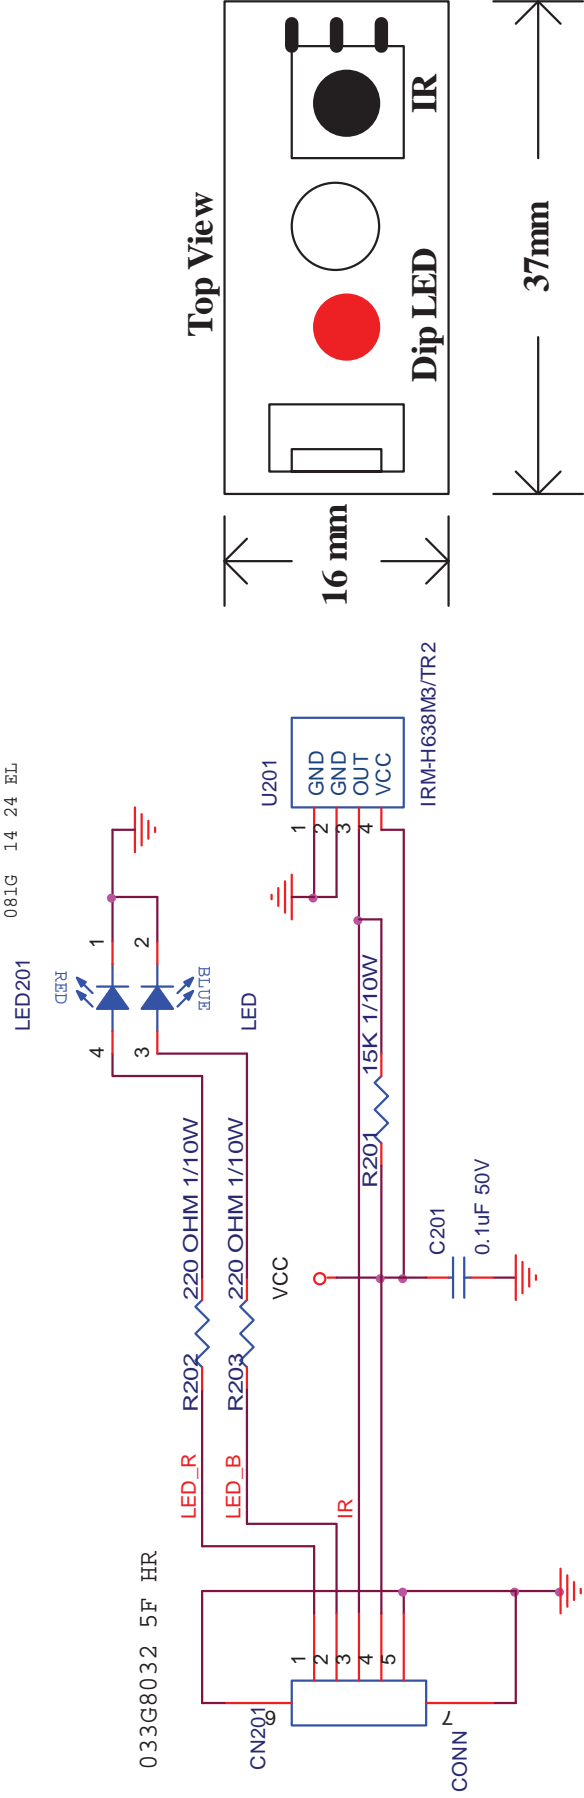 Top View
IR
Dip LED
37mm
16 mm
081G 14 24 EL
LED201
RED
1
4
2
3
BLUE
LED
U201
1
2
3
4
GND
GND
OUT
VCC
IRM-H638M3/TR2
R202 220 OHM 1/10W
R203 220 OHM 1/10W
VCC
R201 15K 1/10W
C201
0.1uF 50V
LED_R
LED_B
IR
033G8032 5F HR
CN201
6
1
2
3
4
5
7
CONN